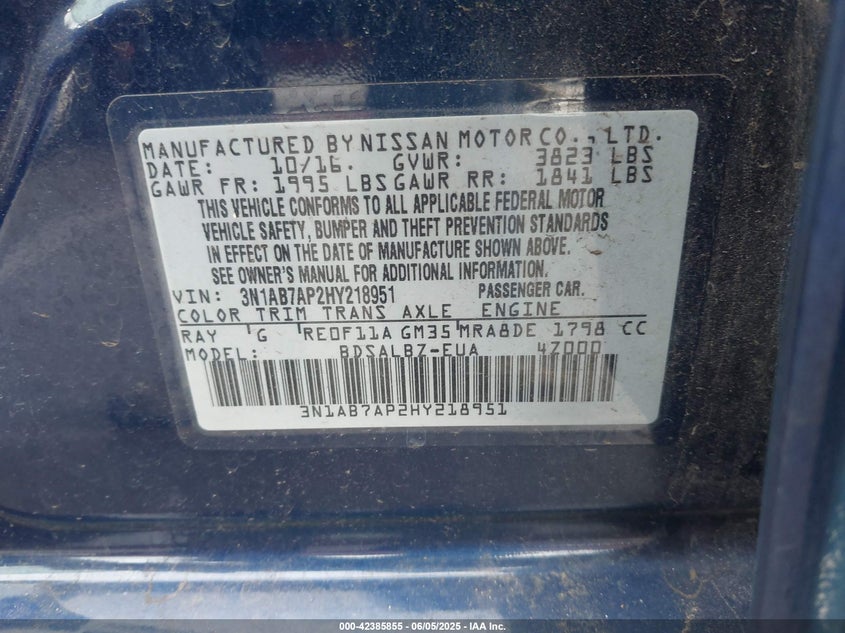 MANUFACTURED BY NISSAN MOTOR CO., LTD.
DATE: 10/16. GVWR: 3823 LBS
GAWR FR: 1995 LBS GAWR RR: 1841 LBS
THIS VEHICLE CONFORMS TO ALL APPLICABLE FEDERAL MOTOR
VEHICLE SAFETY, BUMPER AND THEFT PREVENTION STANDARDS
IN EFFECT ON THE DATE OF MANUFACTURE SHOWN ABOVE.
SEE OWNER'S MANUAL FOR ADDITIONAL INFORMATION.
VIN: 3N1AB7AP2HY218951 PASSENGER CAR.
COLOR TRIM TRANS AXLE ENGINE
RAY G RE0F11A GM35 MRA8DE 1798 CC
MODEL: BDSALBZ-EUA 4Z000
3N1AB7AP2HY218951
000-42385855 - 06/05/2025 - IAA Inc.